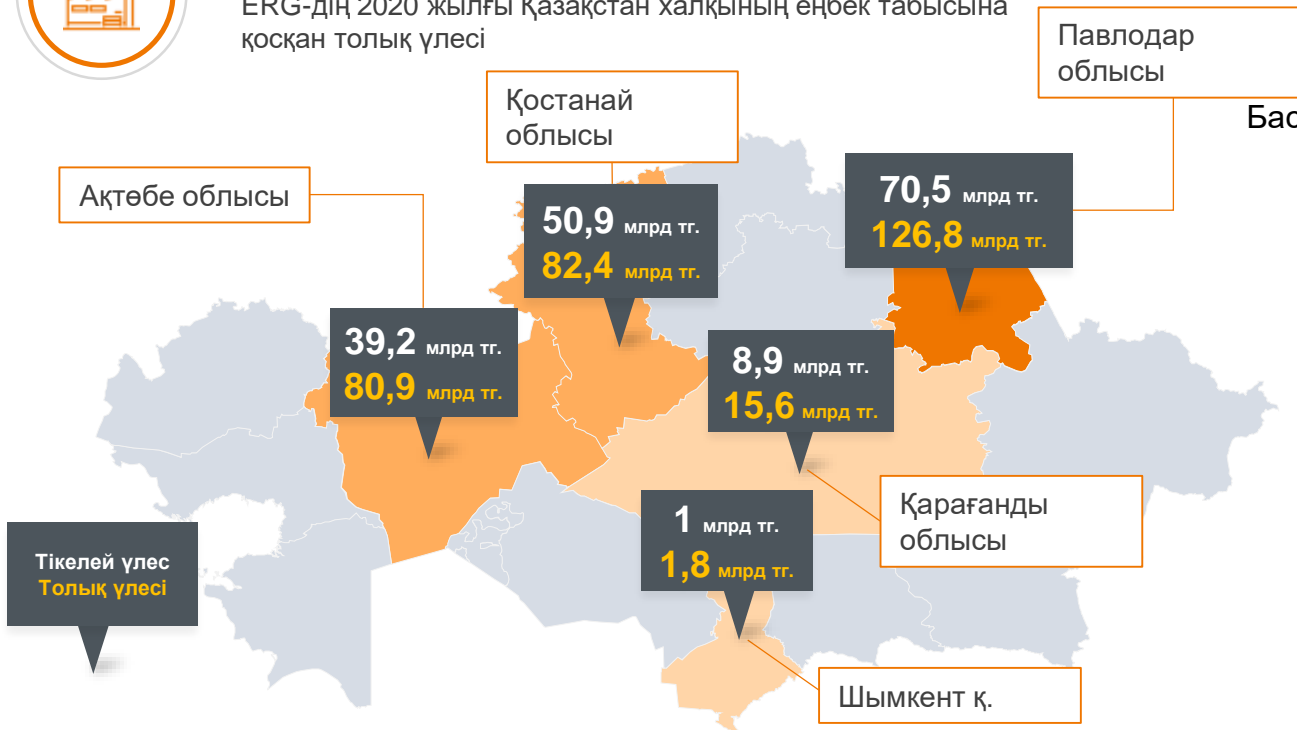 ERG-дің 2020 жылғы Қазақстан халқының еңбек табысына
қосқан толық үлесі
Павлодар
облысы
Бас
Қостанай
облысы
Ақтөбе облысы
70,5 млрд тг.
126,8 млрд тг.
50,9 млрд тг.
82,4 млрд тг.
39,2 млрд тг.
80,9 млрд тг.
8,9 млрд тг.
15,6 млрд тг.
Қарағанды
облысы
1 млрд тг.
1,8 млрд тг.
Тікелей үлес
Толық үлесі
Шымкент қ.